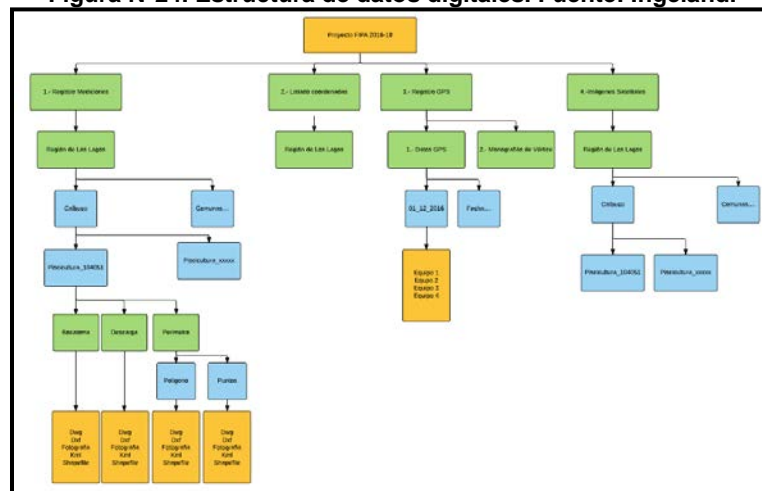 Figura N°24. Estructura de datos digitales. Fuente: Ingeland.
Proyecto FIPA 2016-19
1.- Registro Mediciones
2.- Listado coordenadas
3.- Registro GPS
4.-Imágenes Satelitales
Región de Los Lagos
Región de Los Lagos
1.- Datos GPS
2.- Monografías de Vértice
Región de Los Lagos
Calbuco
Comunas...
01_12_2016
Fecha...
Calbuco
Comunas...
Piscicultura_104051
Piscicultura_xxxxx
Equipo 1
Equipo 2
Equipo 3
Equipo 4
Piscicultura_104051
Piscicultura_xxxxx
Bocatoma
Descarga
Perímetro
Polígono
Puntos
Dwg
Dxf
Fotografía
Kml
Shapefile
Dwg
Dxf
Fotografía
Kml
Shapefile
Dwg
Dxf
Fotografía
Kml
Shapefile
Dwg
Dxf
Fotografía
Kml
Shapefile